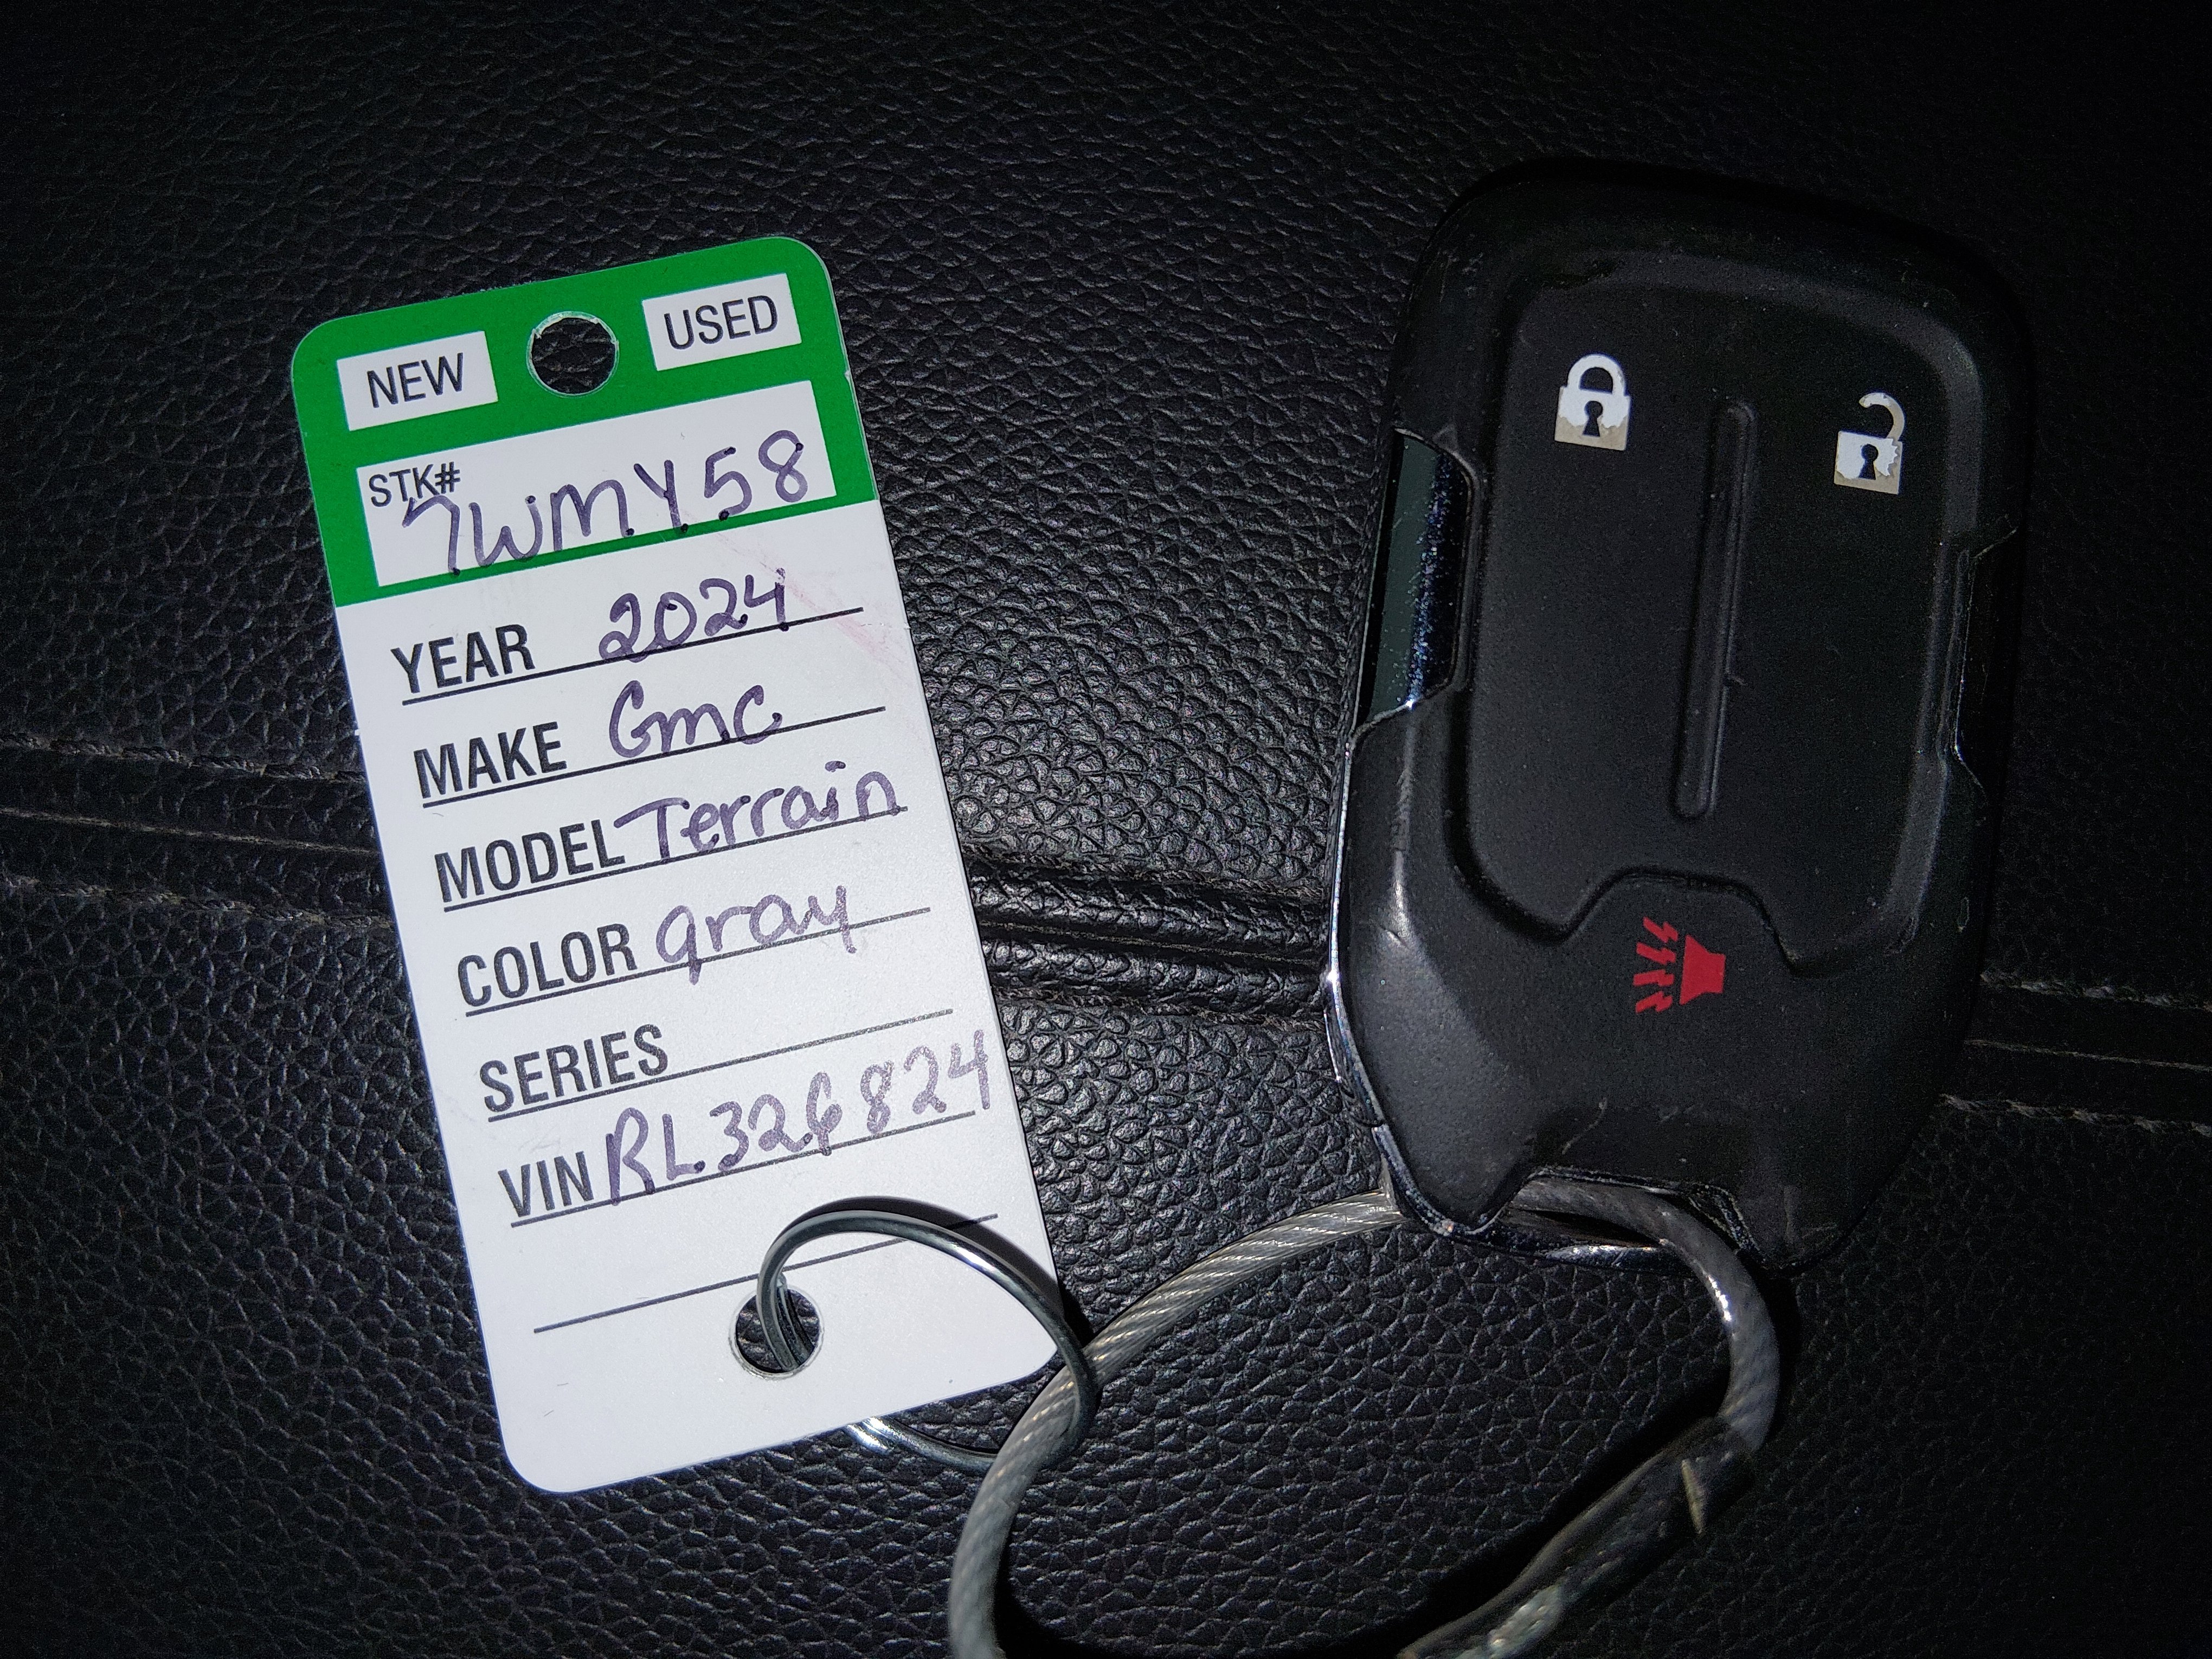 NEW USED
STK# 7WMY58
YEAR 2024
MAKE Gmc
MODEL Terrain
COLOR gray
SERIES
VIN RL326824